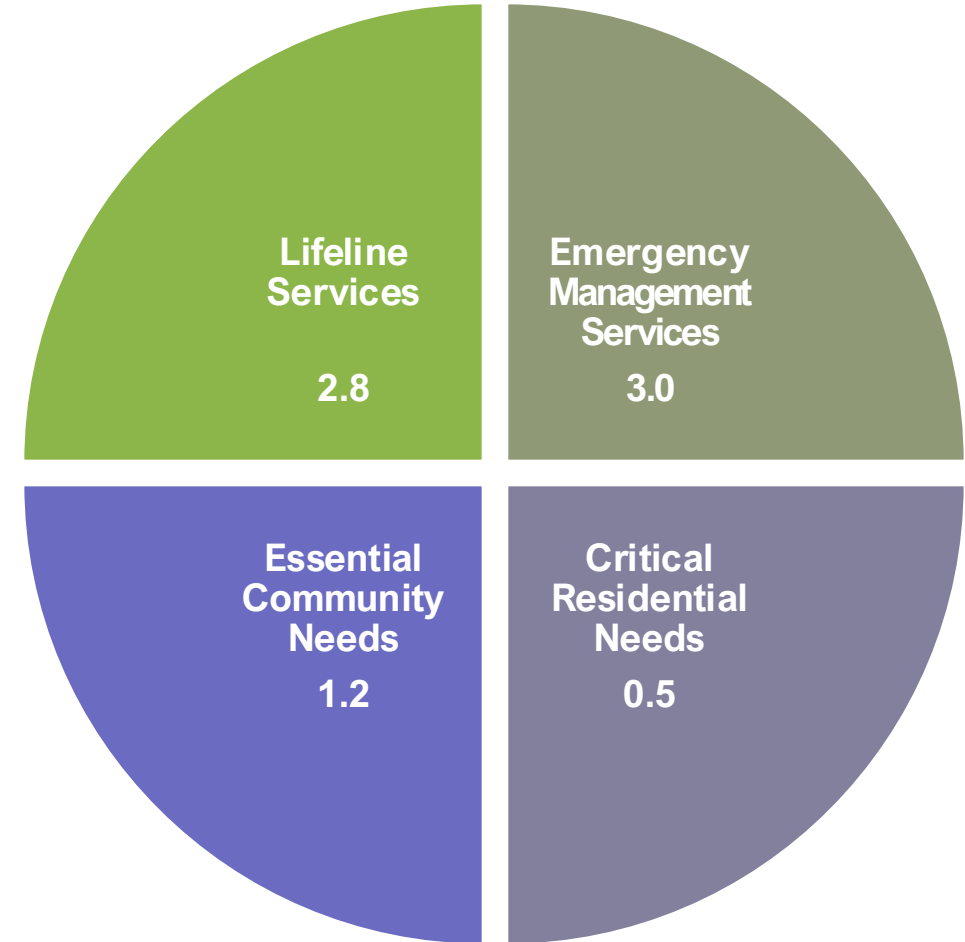 Lifeline
Services
2.8
Emergency
Management
Services
3.0
Essential
Community
Needs
1.2
Critical
Residential
Needs
0.5